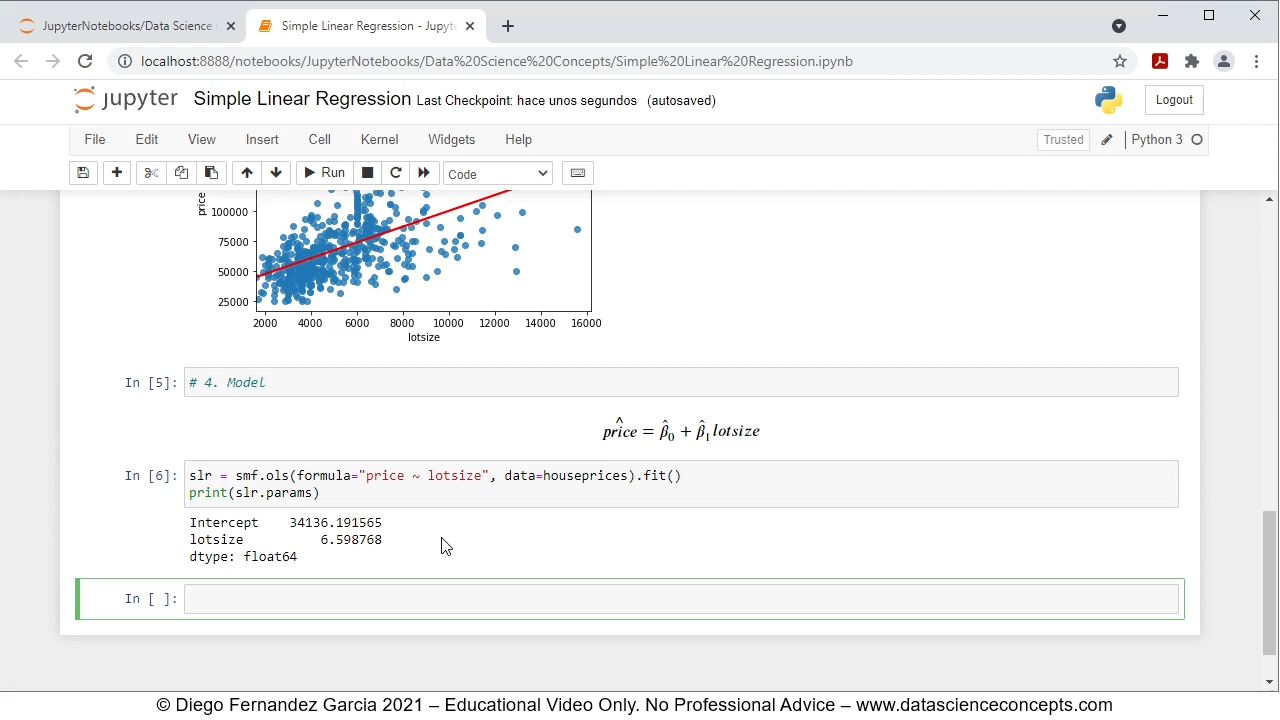 JupyterNotebooks/Data Science
Simple Linear Regression - Jupyte
localhost:8888/notebooks/JupyterNotebooks/Data%20Science%20Concepts/Simple%20Linear%20Regression.ipynb
jupyter Simple Linear Regression Last Checkpoint: hace unos segundos (autosaved)
Logout
File Edit View Insert Cell Kernel Widgets Help
Trusted Python 3
Run Code
price
100000
75000
50000
25000
2000 4000 6000 8000 10000 12000 14000 16000
lotsize
In [5]: # 4. Model
price^ = β̂₀ + β̂₁lotsize
In [6]: slr = smf.ols(formula="price ~ lotsize", data=houseprices).fit()
print(slr.params)
Intercept 34136.191565
lotsize 6.598768
dtype: float64
In [ ]:
© Diego Fernandez Garcia 2021 – Educational Video Only. No Professional Advice – www.datascienceconcepts.com